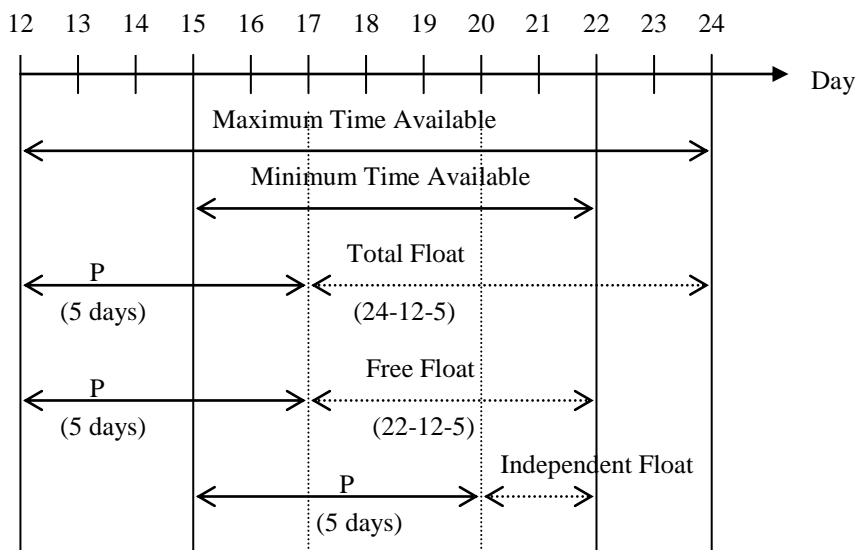 12 13 14 15 16 17 18 19 20 21 22 23 24
Day
Maximum Time Available
Minimum Time Available
Total Float
P
(5 days) (24-12-5)
Free Float
P
(5 days) (22-12-5)
Independent Float
P
(5 days)